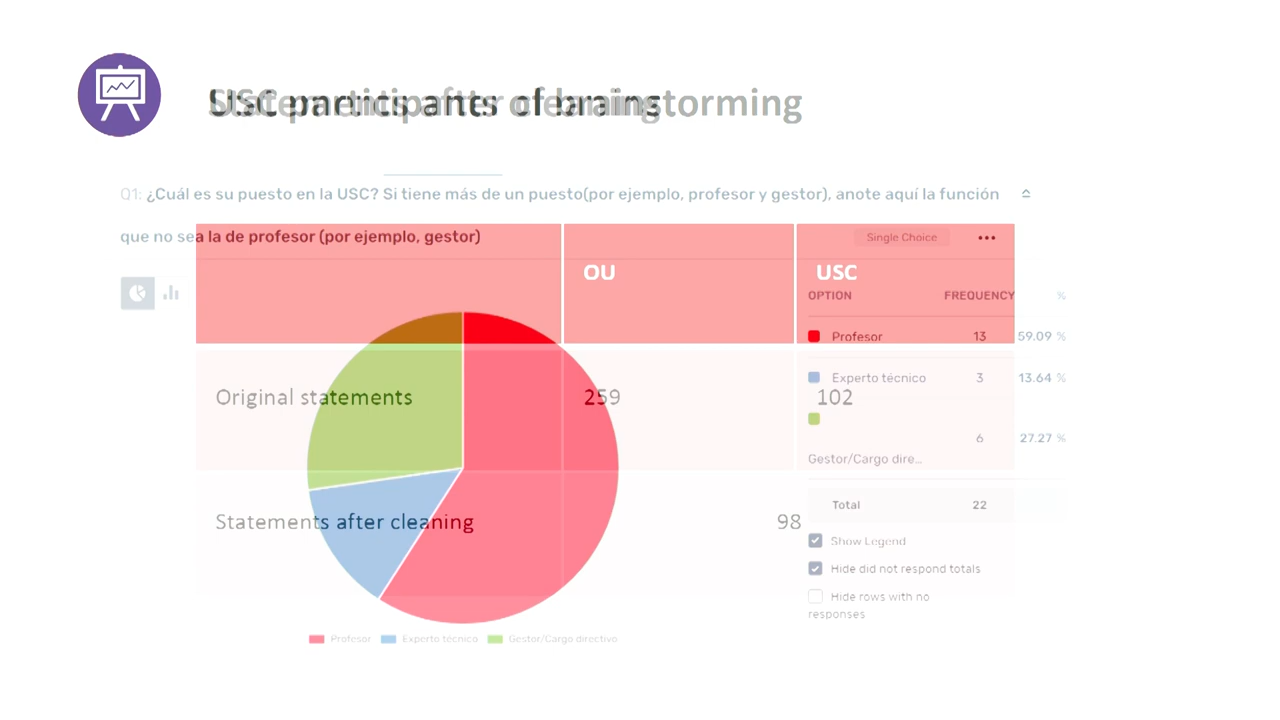 USC participants of brainstorming
Q1: ¿Cuál es su puesto en la USC? Si tiene más de un puesto(por ejemplo, profesor y gestor), anote aquí la función
que no sea la de profesor (por ejemplo, gestor)
Single Choice
OU
USC
OPTION FREQUENCY %
Profesor 13 59.09 %
Experto técnico 3 13.64 %
Original statements 259 102
6 27.27 %
Gestor/Cargo dire...
Total 22
Statements after cleaning 98
Show Legend
Hide did not respond totals
Hide rows with no
responses
Profesor Experto técnico Gestor/Cargo directivo